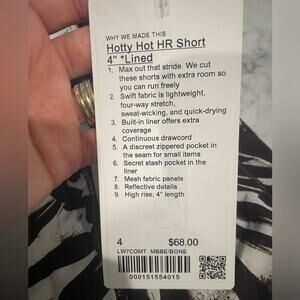 WHY WE MADE THIS
Hotty Hot HR Short
4" *Lined
1. Max out that stride. We cut
these shorts with extra room so
you can run freely
2. Swift fabric is lightweight,
four-way stretch,
sweat-wicking, and quick-drying
3. Built-in liner offers extra
coverage
4. Continuous drawcord
5. A discreet zippered pocket in
the seam for small items
6. Secret stash pocket in the
liner
7. Mesh fabric panels
8. Reflective details
9. High rise, 4" length
4 $68.00
LW7COMT MBBE/BONE
000151554015